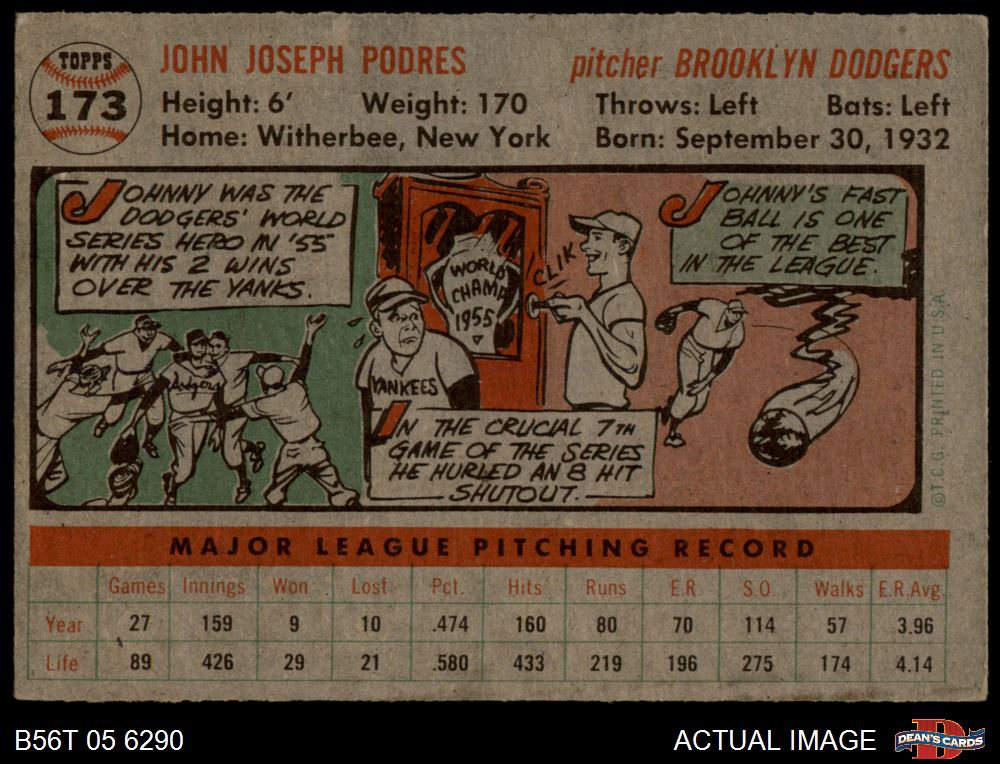 TOPPS
173
JOHN JOSEPH PODRES
pitcher BROOKLYN DODGERS
Height: 6' Weight: 170 Throws: Left Bats: Left
Home: Witherbee, New York Born: September 30, 1932
JOHNNY WAS THE
DODGERS' WORLD
SERIES HERO IN '55
WITH HIS 2 WINS
OVER THE YANKS.
Dodgers
YANKEES
WORLD
CHAMP
1955
CLIK
IN THE CRUCIAL 7TH
GAME OF THE SERIES
HE HURLED AN 8 HIT
SHUTOUT.
JOHNNY'S FAST
BALL IS ONE
OF THE BEST
IN THE LEAGUE.
©T.C.G. PRINTED IN U.S.A.
MAJOR LEAGUE PITCHING RECORD
Games Innings Won Lost Pct. Hits Runs E.R. S.O. Walks E.R.Avg.
Year 27 159 9 10 .474 160 80 70 114 57 3.96
Life 89 426 29 21 .580 433 219 196 275 174 4.14
B56T 05 6290
ACTUAL IMAGE
D
DEAN'S CARDS